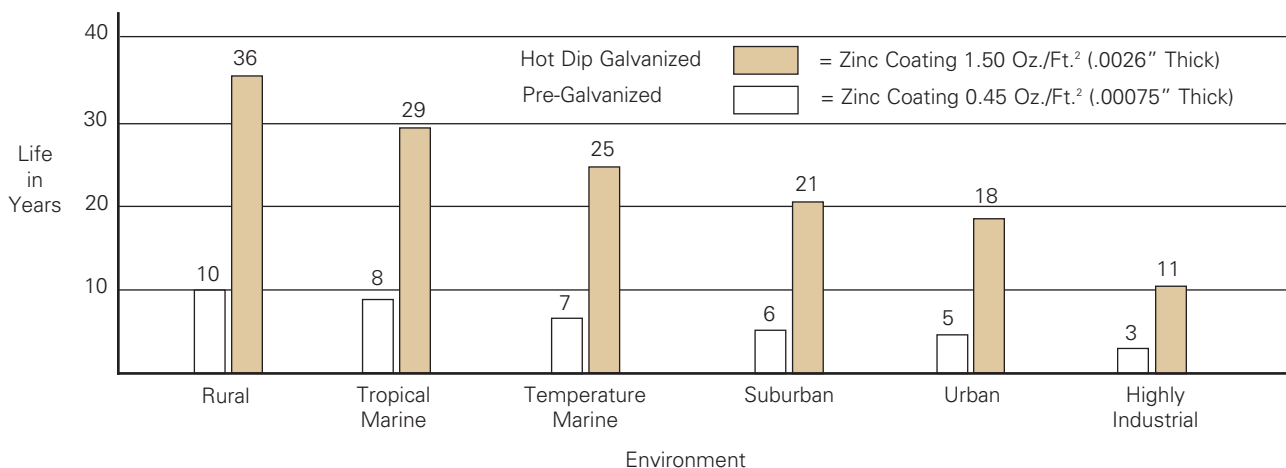 40
30
20
10
Life
in
Years
Hot Dip Galvanized = Zinc Coating 1.50 Oz./Ft.² (.0026” Thick)
Pre-Galvanized = Zinc Coating 0.45 Oz./Ft.² (.00075” Thick)
10 36
8 29
7 25
6 21
5 18
3 11
Rural
Tropical
Marine
Temperature
Marine
Suburban
Urban
Highly
Industrial
Environment